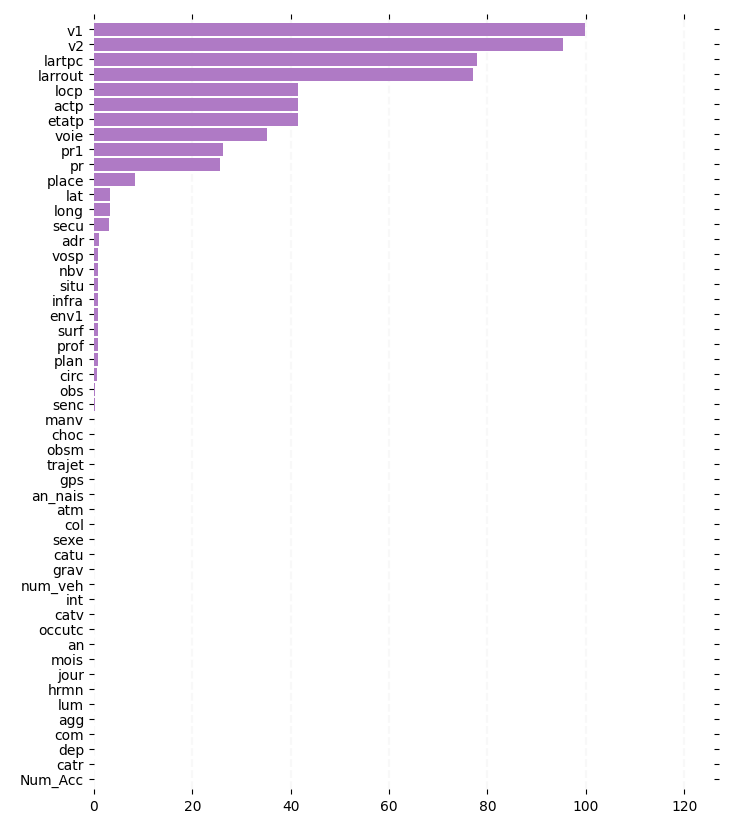 v1
v2
lartpc
larrout
locp
actp
etatp
voie
pr1
pr
place
lat
long
secu
adr
vosp
nbv
situ
infra
env1
surf
prof
plan
circ
obs
senc
manv
choc
obsm
trajet
gps
an_nais
atm
col
sexe
catu
grav
num_veh
int
catv
occutc
an
mois
jour
hrmn
lum
agg
com
dep
catr
Num_Acc
0 20 40 60 80 100 120